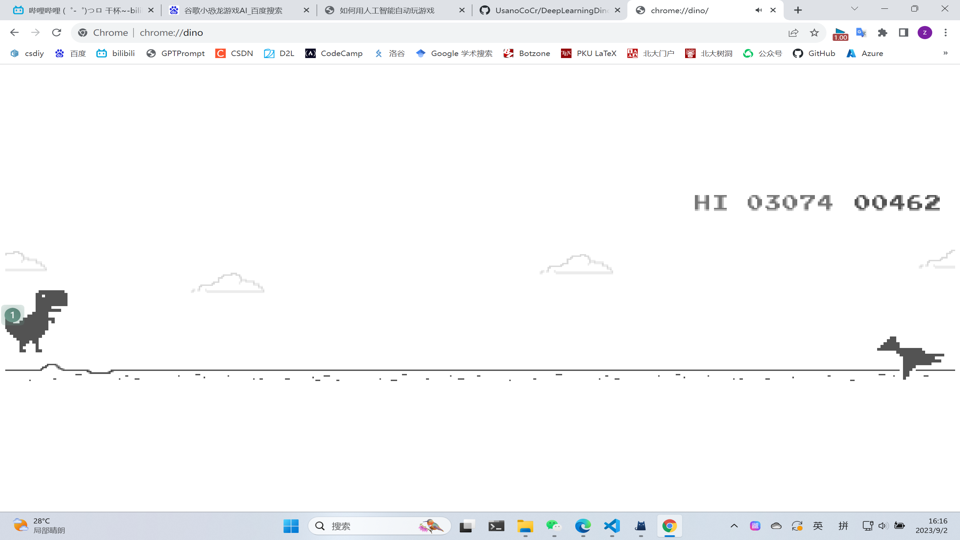 哔哩哔哩 (゜-゜)つロ 干杯~-bili
谷歌小恐龙游戏AI_百度搜索
如何用人工智能自动玩游戏
UsanoCoCr/DeepLearningDin
chrome://dino/
Chrome | chrome://dino
1.00
z
csdiy
百度
bilibili
GPTPrompt
CSDN
D2L
CodeCamp
洛谷
Google 学术搜索
Botzone
PKU LaTeX
北大门户
北大树洞
公众号
GitHub
Azure
»
HI 03074 00462
1
28°C
局部晴朗
搜索
英
拼
16:16
2023/9/2